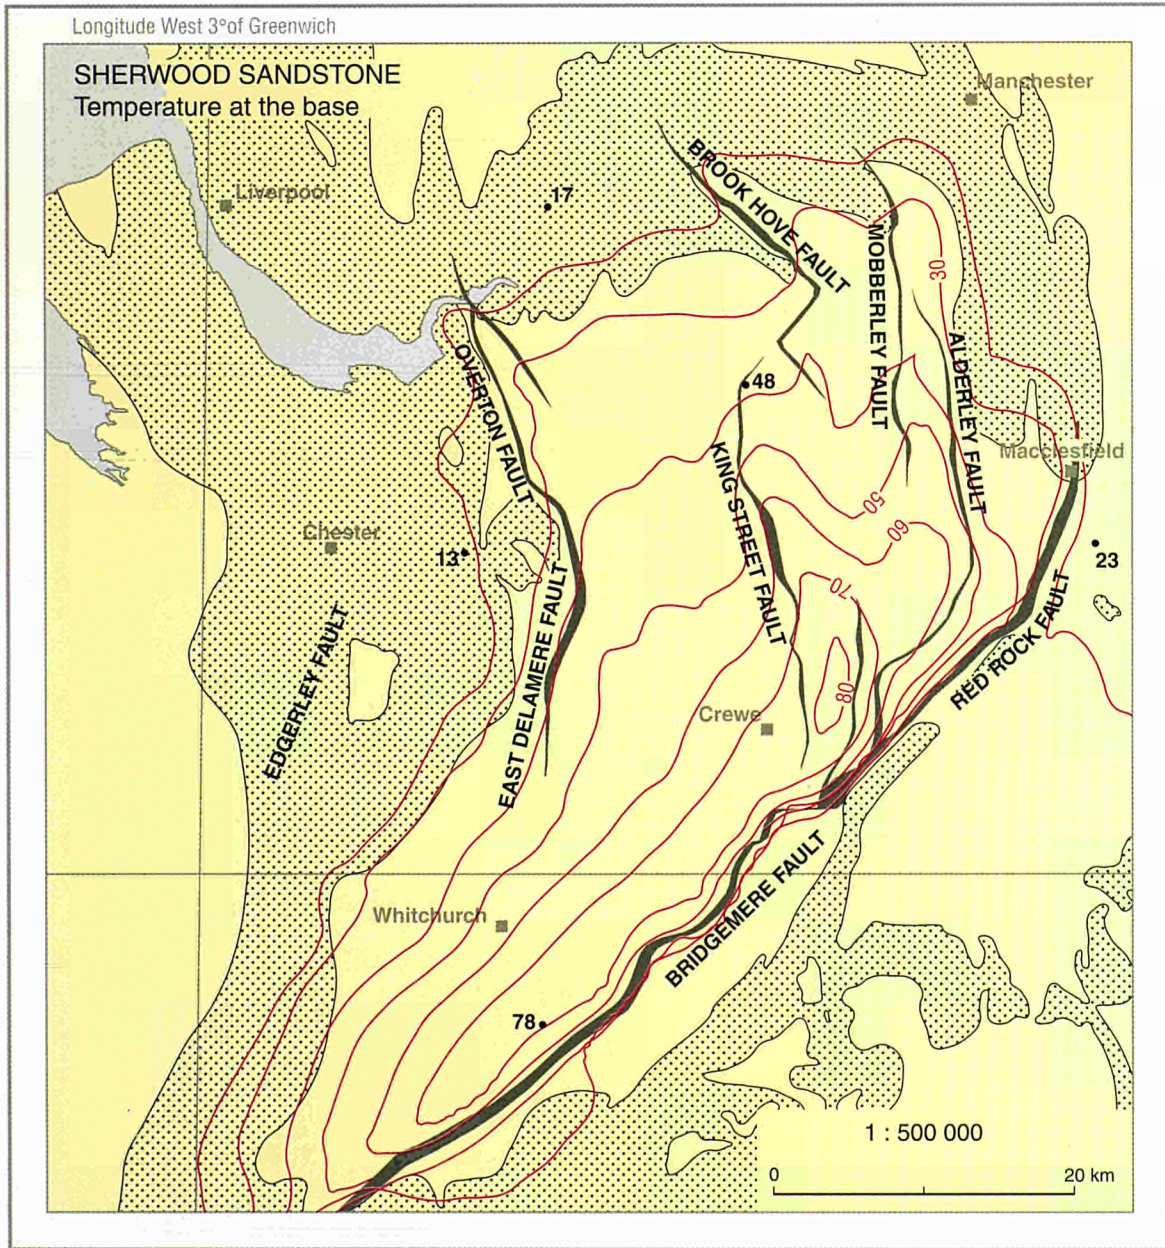 Longitude West 3°of Greenwich
SHERWOOD SANDSTONE
Temperature at the base
Manchester
Liverpool
17
BROOK HOVE FAULT
MOBBERLEY FAULT
30
ALDERLEY FAULT
OVERTON FAULT
48
KING STREET FAULT
Macclesfield
50
60
Chester
13
23
EDGERLEY FAULT
EAST DELAMERE FAULT
70
80
RED ROCK FAULT
Crewe
BRIDGEMERE FAULT
Whitchurch
78
1 : 500 000
0 20 km